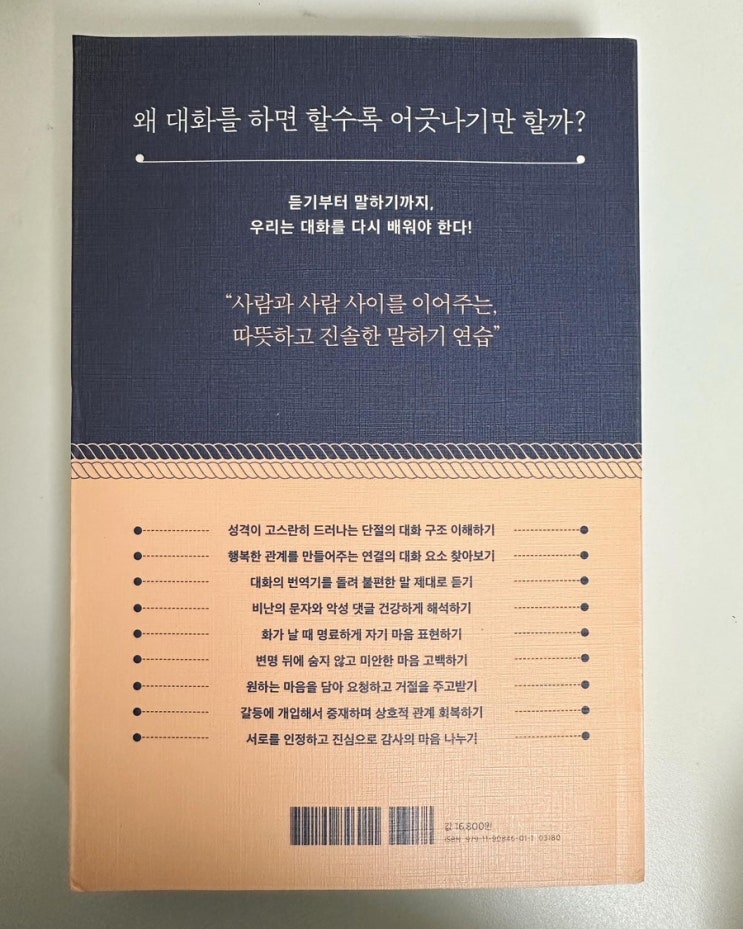 왜 대화를 하면 할수록 어긋나기만 할까?
듣기부터 말하기까지,
우리는 대화를 다시 배워야 한다!
“사람과 사람 사이를 이어주는,
따뜻하고 진솔한 말하기 연습”
성격이 고스란히 드러나는 단절의 대화 구조 이해하기
행복한 관계를 만들어주는 연결의 대화 요소 찾아보기
대화의 번역기를 돌려 불편한 말 제대로 듣기
비난의 문자와 악성 댓글 건강하게 해석하기
화가 날 때 명료하게 자기 마음 표현하기
변명 뒤에 숨지 않고 미안한 마음 고백하기
원하는 마음을 담아 요청하고 거절을 주고받기
갈등에 개입해서 중재하며 상호적 관계 회복하기
서로를 인정하고 진심으로 감사의 마음 나누기
값 16,800원
ISBN 979-11-90846-01-1 03180